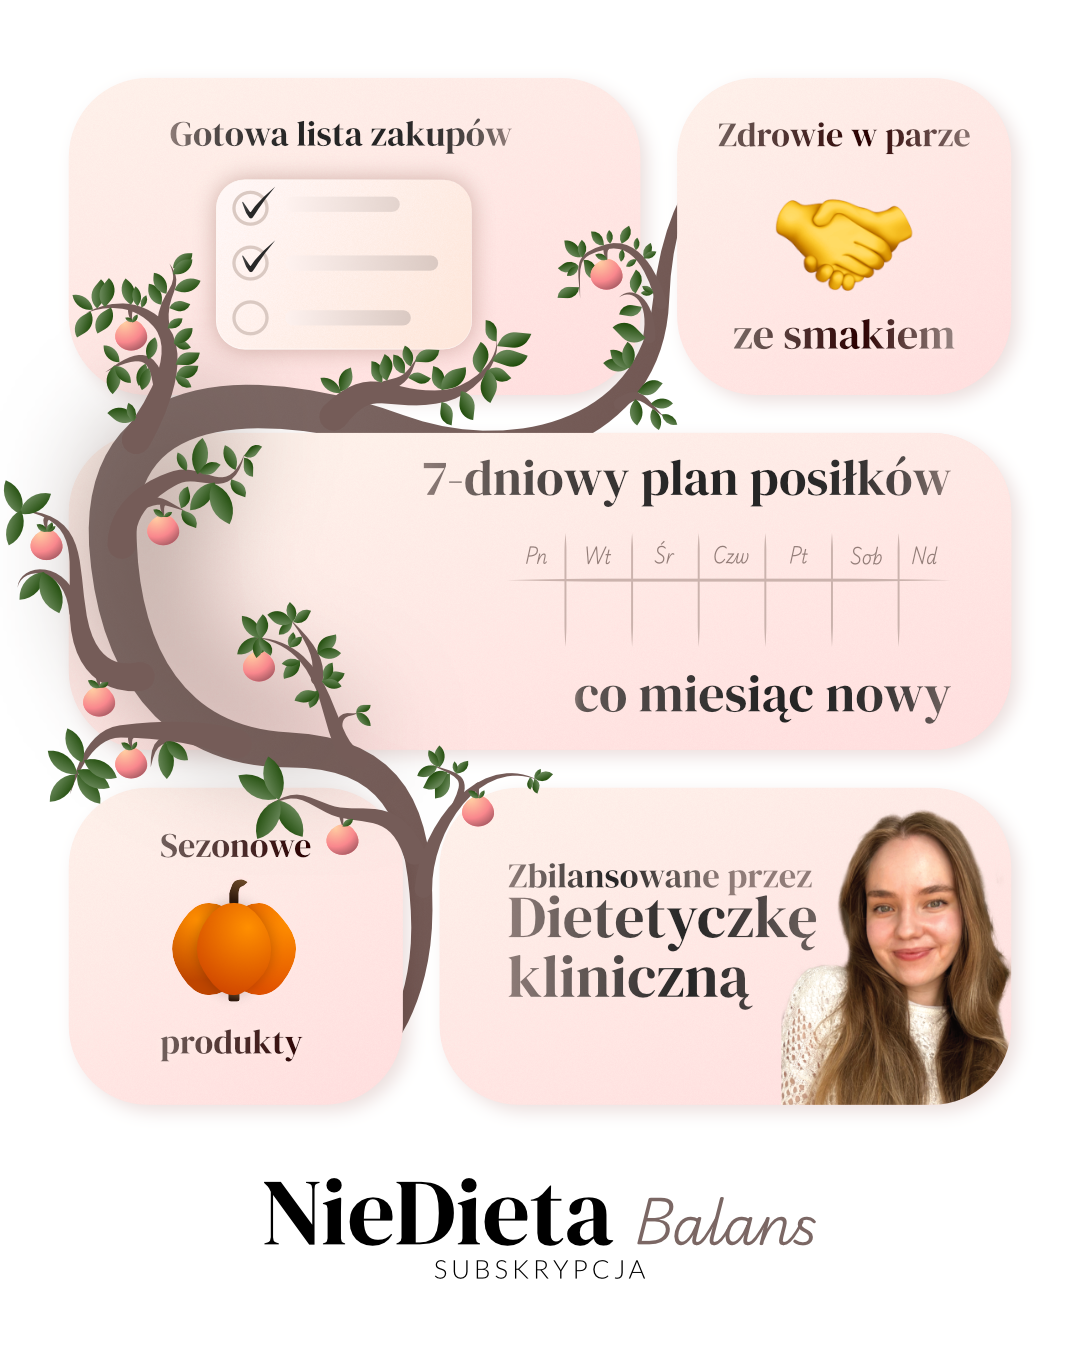 Gotowa lista zakupów
Zdrowie w parze
ze smakiem
7-dniowy plan posiłków
Pn Wt Śr Czw Pt Sob Nd
co miesiąc nowy
Sezonowe
produkty
Zbilansowane przez
Dietetyczkę
kliniczną
NieDieta Balans
SUBSKRYPCJA